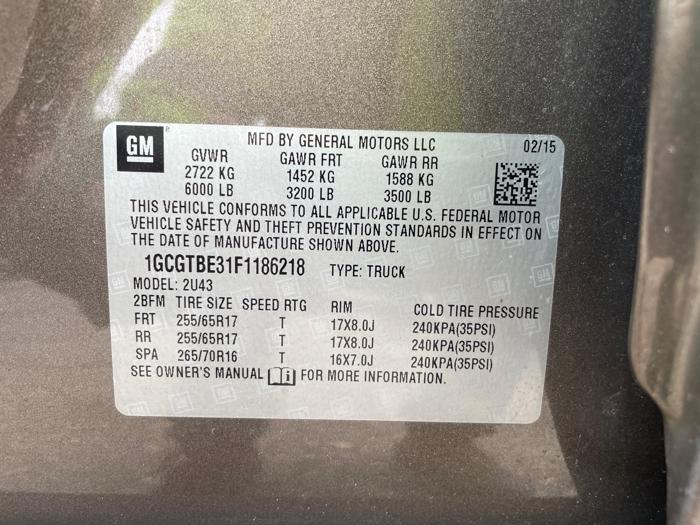 GM
MFD BY GENERAL MOTORS LLC 02/15
GVWR GAWR FRT GAWR RR
2722 KG 1452 KG 1588 KG
6000 LB 3200 LB 3500 LB
THIS VEHICLE CONFORMS TO ALL APPLICABLE U.S. FEDERAL MOTOR
VEHICLE SAFETY AND THEFT PREVENTION STANDARDS IN EFFECT ON
THE DATE OF MANUFACTURE SHOWN ABOVE.
1GCGTBE31F1186218 TYPE: TRUCK
MODEL: 2U43
2BFM TIRE SIZE SPEED RTG RIM COLD TIRE PRESSURE
FRT 255/65R17 T 17X8.0J 240KPA(35PSI)
RR 255/65R17 T 17X8.0J 240KPA(35PSI)
SPA 265/70R16 T 16X7.0J 240KPA(35PSI)
SEE OWNER'S MANUAL FOR MORE INFORMATION.